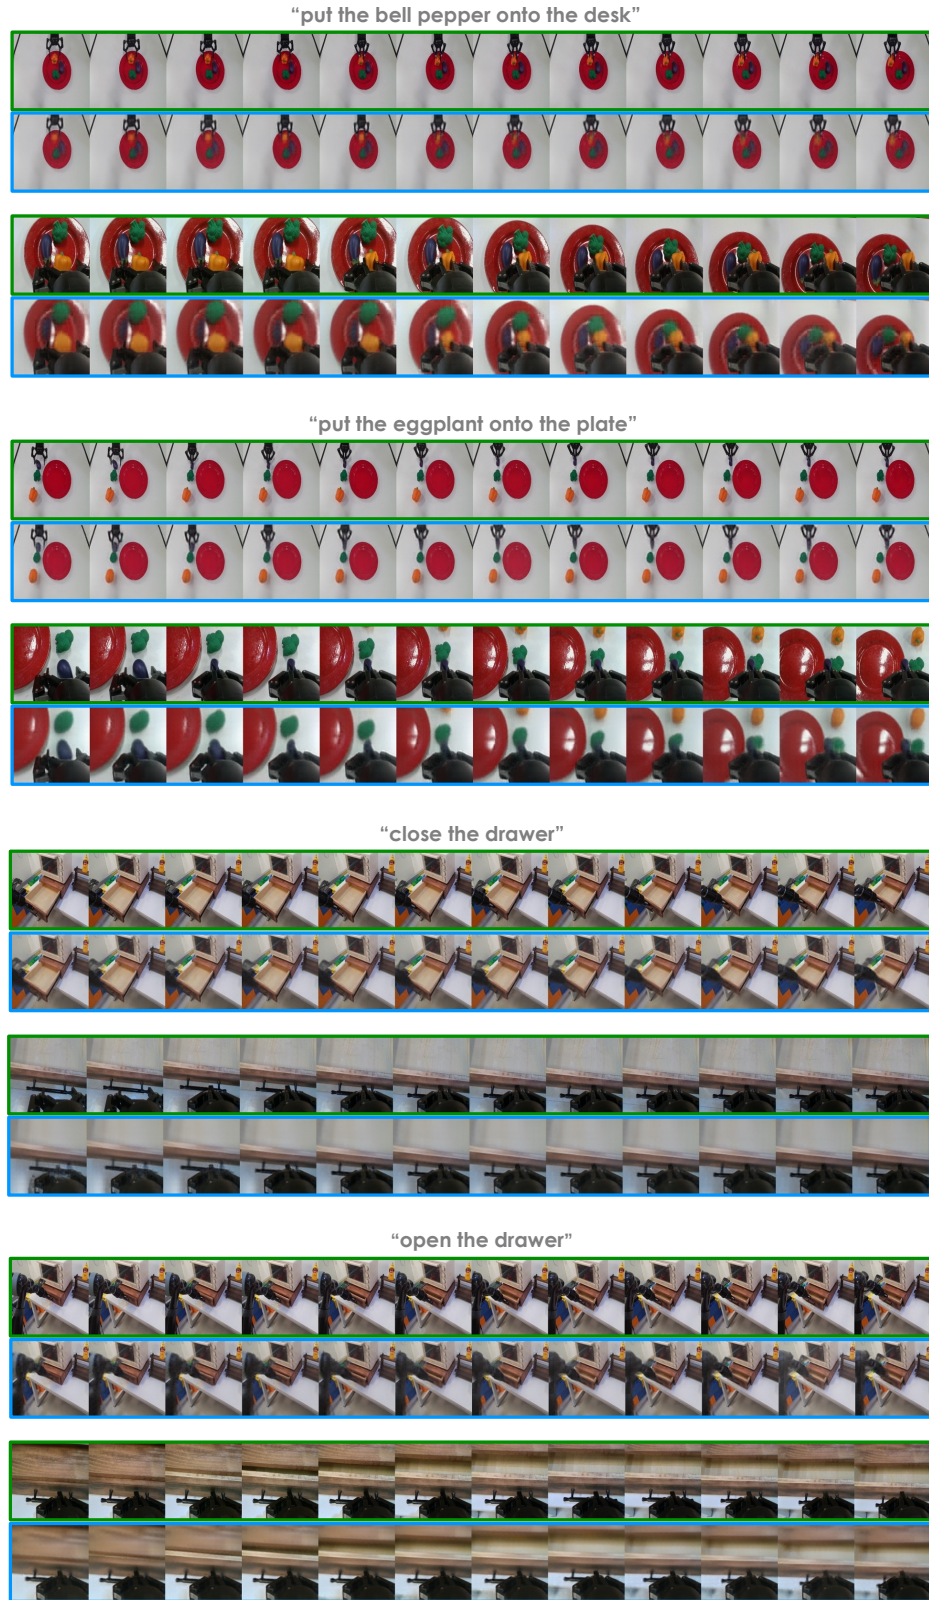 “put the bell pepper onto the desk”
“put the eggplant onto the plate”
“close the drawer”
“open the drawer”